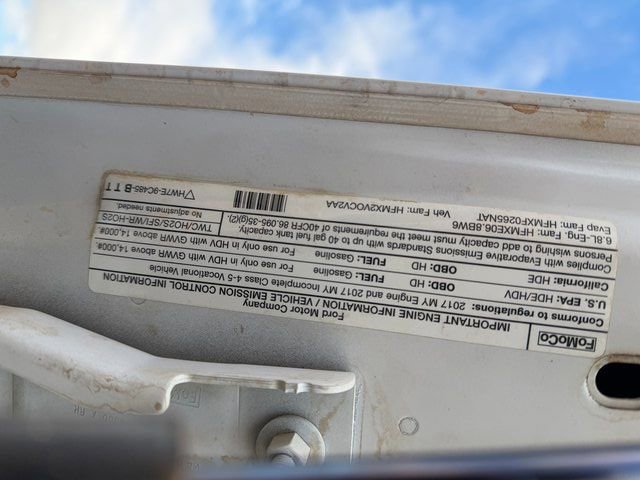 FoMoCo
IMPORTANT ENGINE INFORMATION / VEHICLE EMISSION CONTROL INFORMATION
Ford Motor Company
Conforms to regulations: 2017 MY Engine and 2017 MY Incomplete Class 4-5 Vocational Vehicle
U.S. EPA: HDE/HDV OBD: HD FUEL: Gasoline For use only in HDV with GVWR above 14,000#.
California: HDE OBD: HD FUEL: Gasoline For use only in HDV with GVWR above 14,000#.
Complies w/ Evaporative Emissions Standards with up to 40 gal fuel tank capacity.
Persons wishing to add capacity must meet the requirements of 40CFR 86.095-35(g)(2).
TWC/HO2S/SFI/WR-HO2S
No adjustments needed.
6.8L-Eng-Fam: HFMXE06.8BW6
Evap Fam: HFMXF0265NAT Veh Fam: HFMX2VOCV2AA
HW7E-9C485-BTT